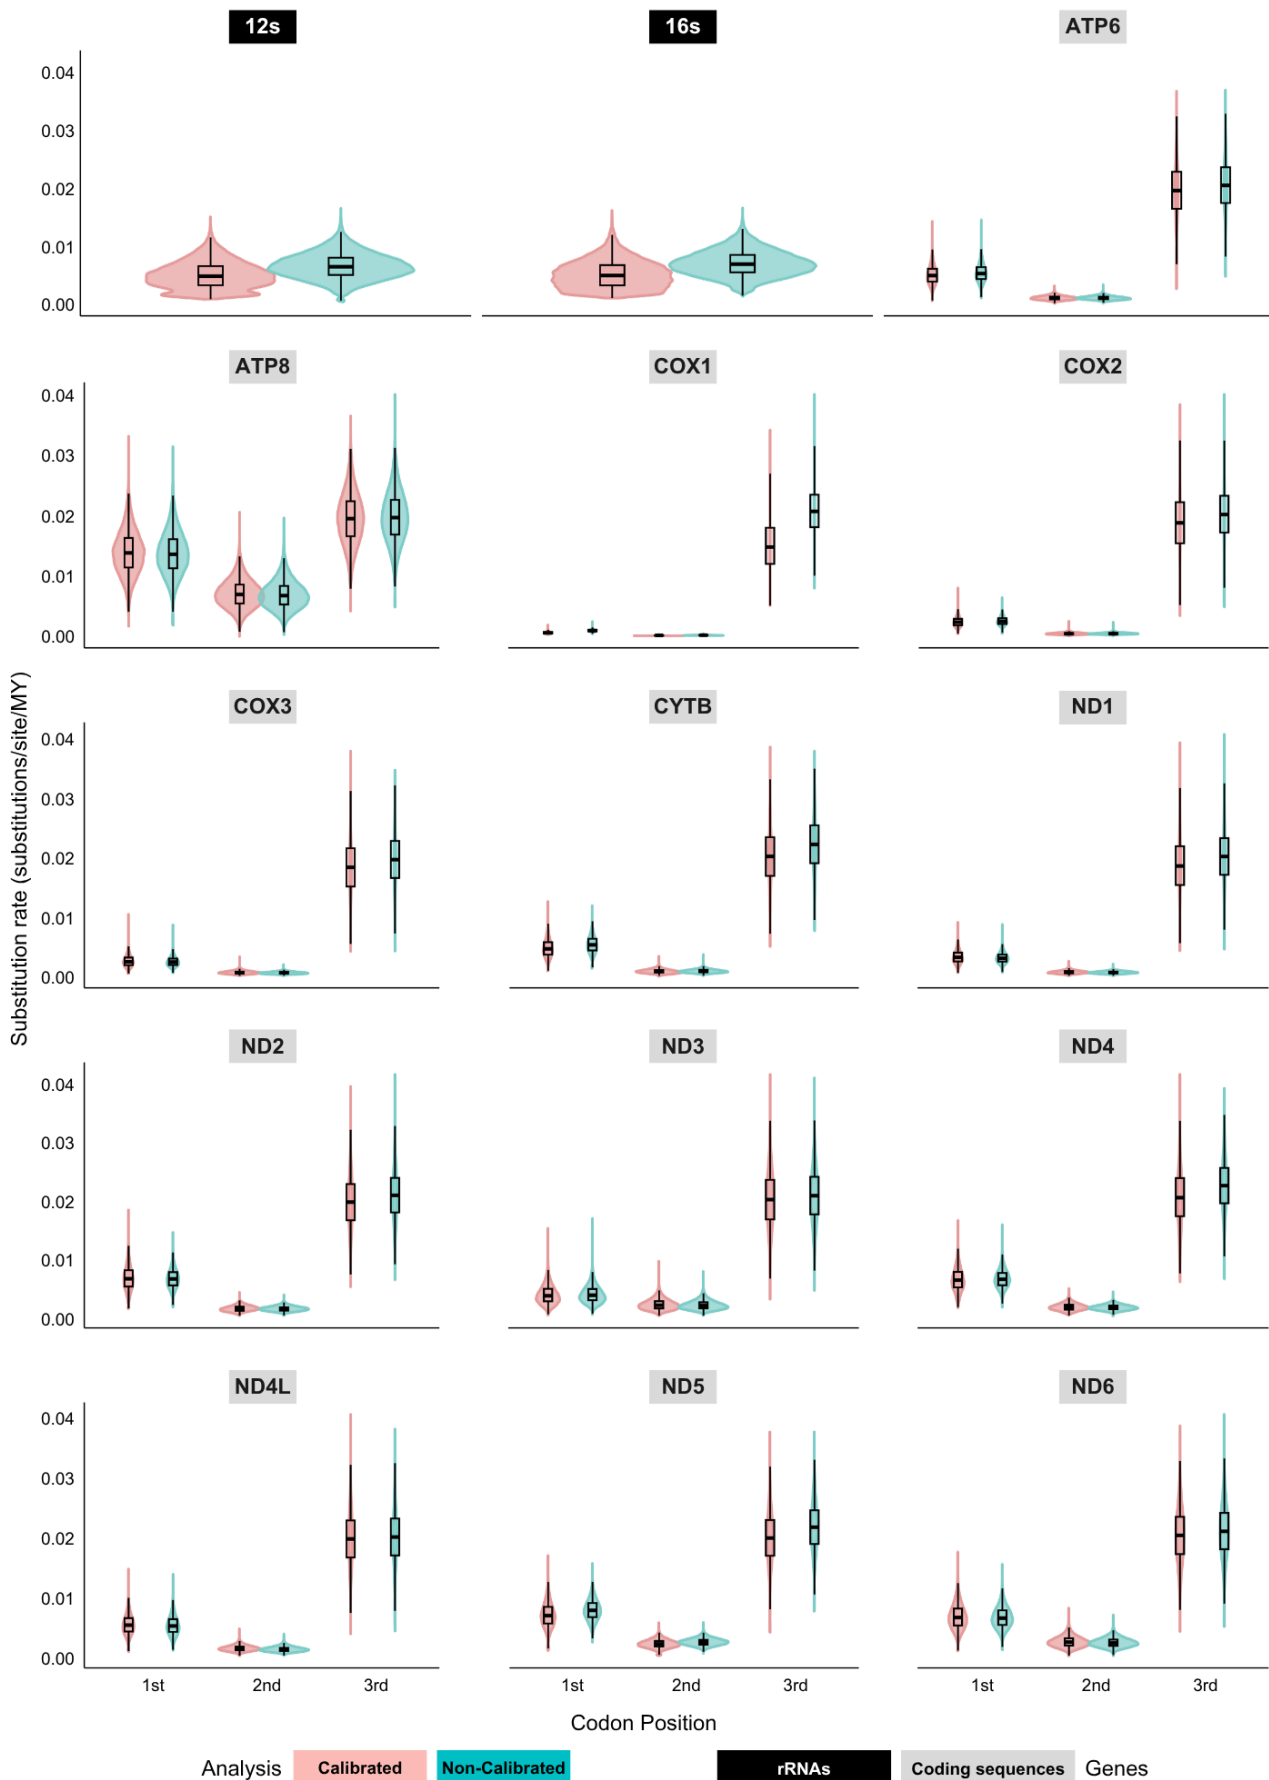 12s 16s ATP6
0.04
0.03
0.02
0.01
0.00
ATP8 COX1 COX2
0.04
0.03
0.02
0.01
0.00
COX3 CYTB ND1
0.04
0.03
0.02
0.01
0.00
Substitution rate (substitutions/site/MY)
ND2 ND3 ND4
0.04
0.03
0.02
0.01
0.00
ND4L ND5 ND6
0.04
0.03
0.02
0.01
0.00
1st 2nd 3rd 1st 2nd 3rd 1st 2nd 3rd
Codon Position
Analysis Calibrated Non-Calibrated rRNAs Coding sequences Genes